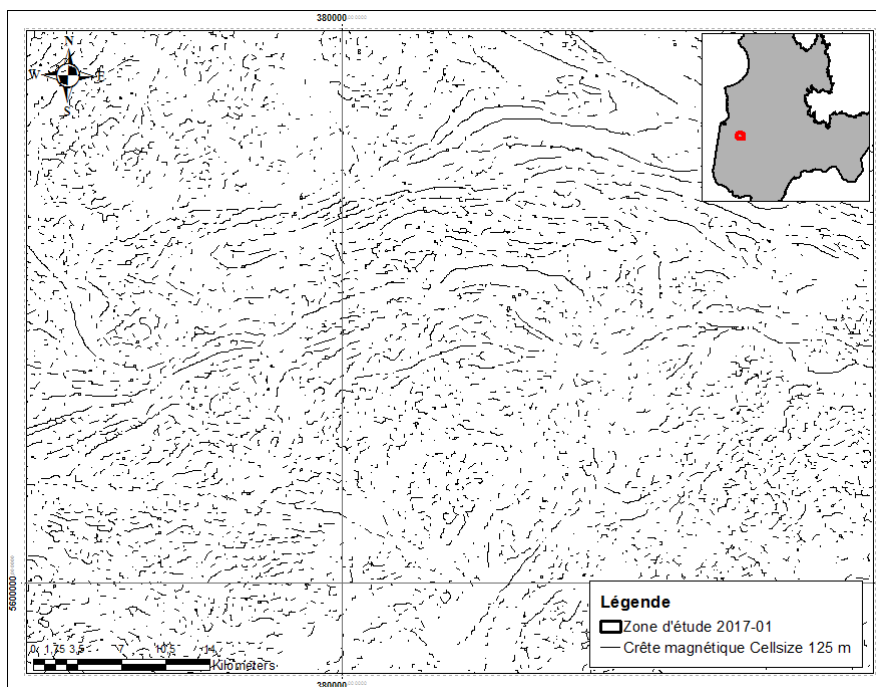 380000
N
W E
S
5600000
Légende
Zone d'étude 2017-01
Crête magnétique Cellsize 125 m
0 1,75 3,5 7 10,5 14
Kilometers
380000